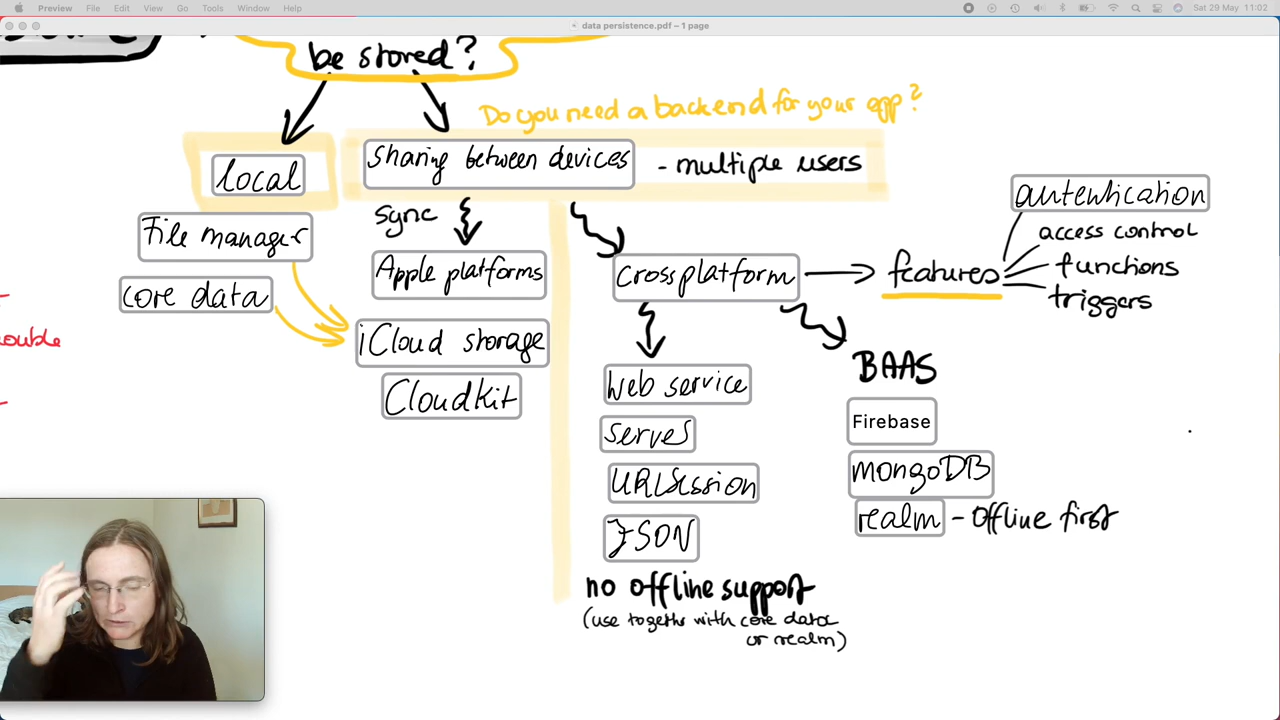 Preview File Edit View Go Tools Window Help Sat 29 May 11:02
data persistence.pdf – 1 page
be stored?
Do you need a backend for your app?
local
Sharing between devices - multiple users
sync
File manager
core data
Apple platforms
iCloud storage
CloudKit
crossplatform
features
autentication
access control
functions
triggers
ouble
Web service
URLSession
JSON
no offline support
(use together with core data
or realm)
BAAS
Firebase
mongoDB
realm - Offline first